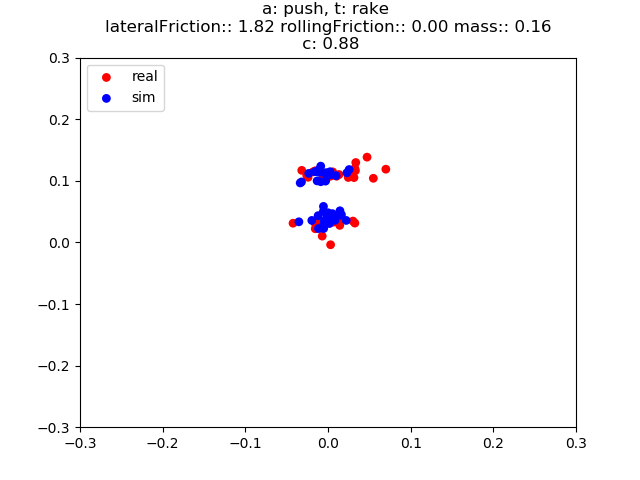 a: push, t: rake
lateralFriction:: 1.82 rollingFriction:: 0.00 mass:: 0.16
c: 0.88
real
sim
0.3
0.2
0.1
0.0
−0.1
−0.2
−0.3
−0.3 −0.2 −0.1 0.0 0.1 0.2 0.3